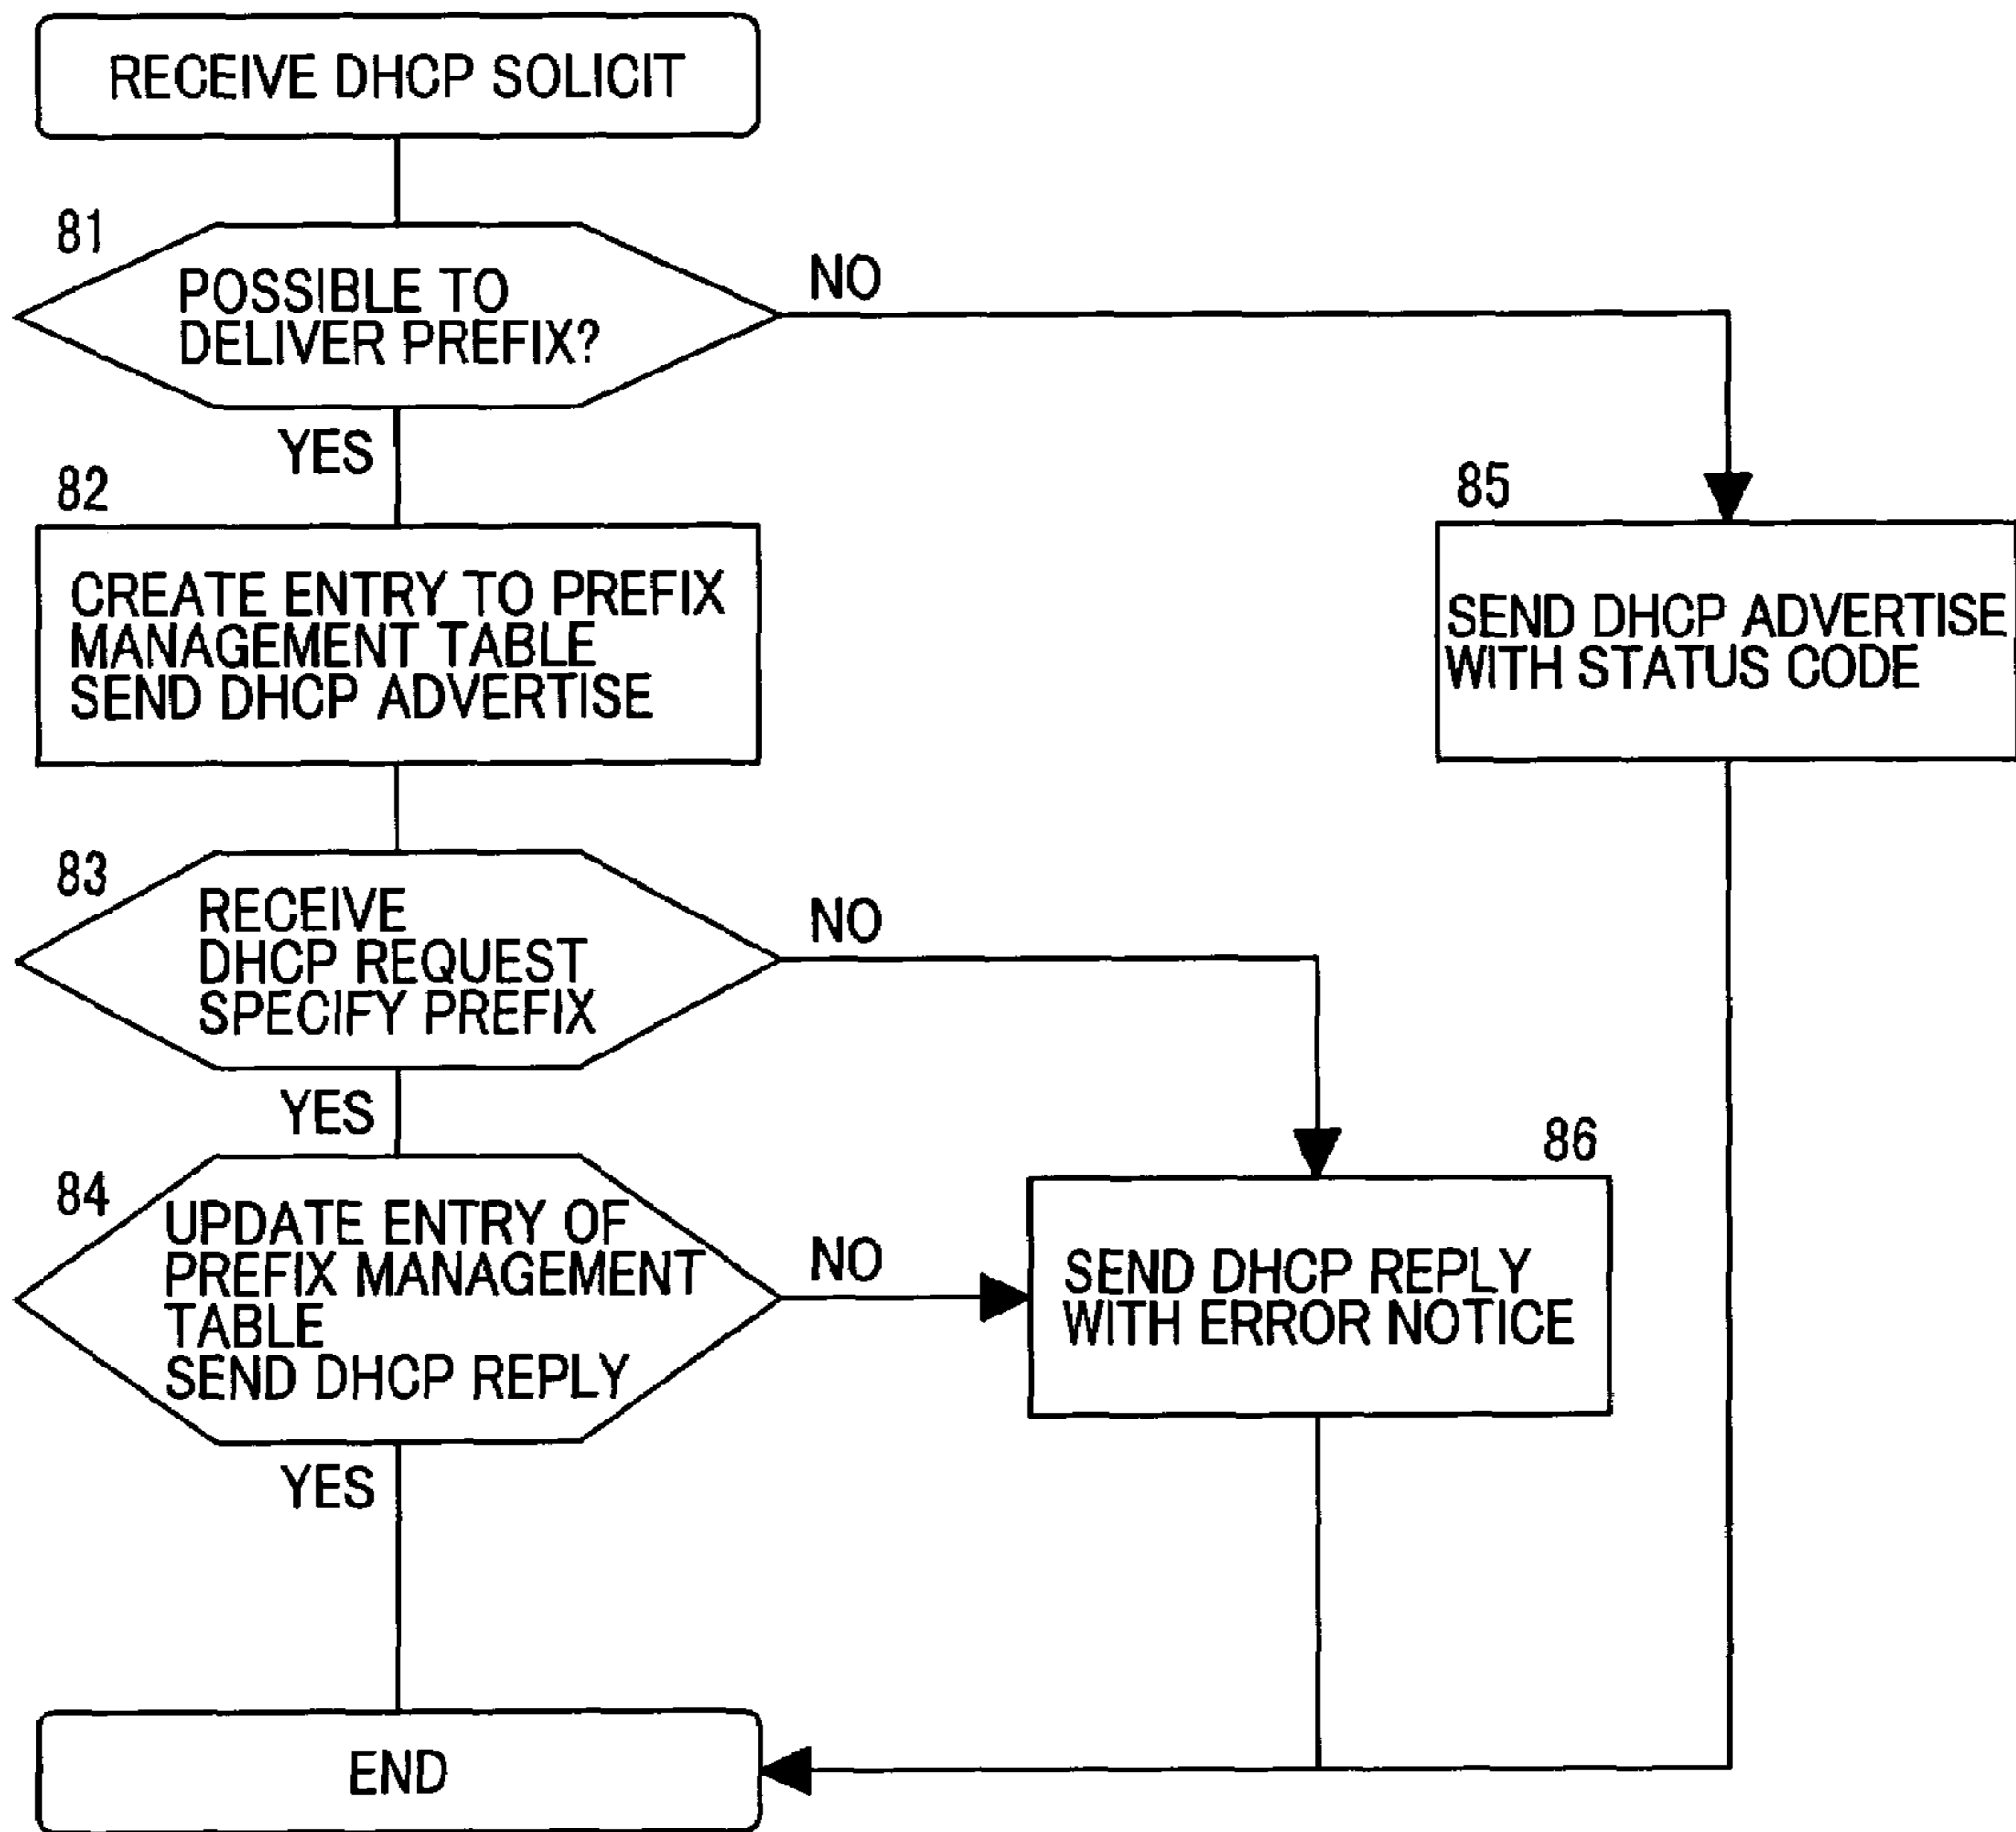 RECEIVE DHCP SOLICIT
81
POSSIBLE TO
DELIVER PREFIX?
NO
YES
82
CREATE ENTRY TO PREFIX
MANAGEMENT TABLE
SEND DHCP ADVERTISE
85
SEND DHCP ADVERTISE
WITH STATUS CODE
83
RECEIVE
DHCP REQUEST
SPECIFY PREFIX
NO
YES
84
UPDATE ENTRY OF
PREFIX MANAGEMENT
TABLE
SEND DHCP REPLY
NO
YES
86
SEND DHCP REPLY
WITH ERROR NOTICE
END